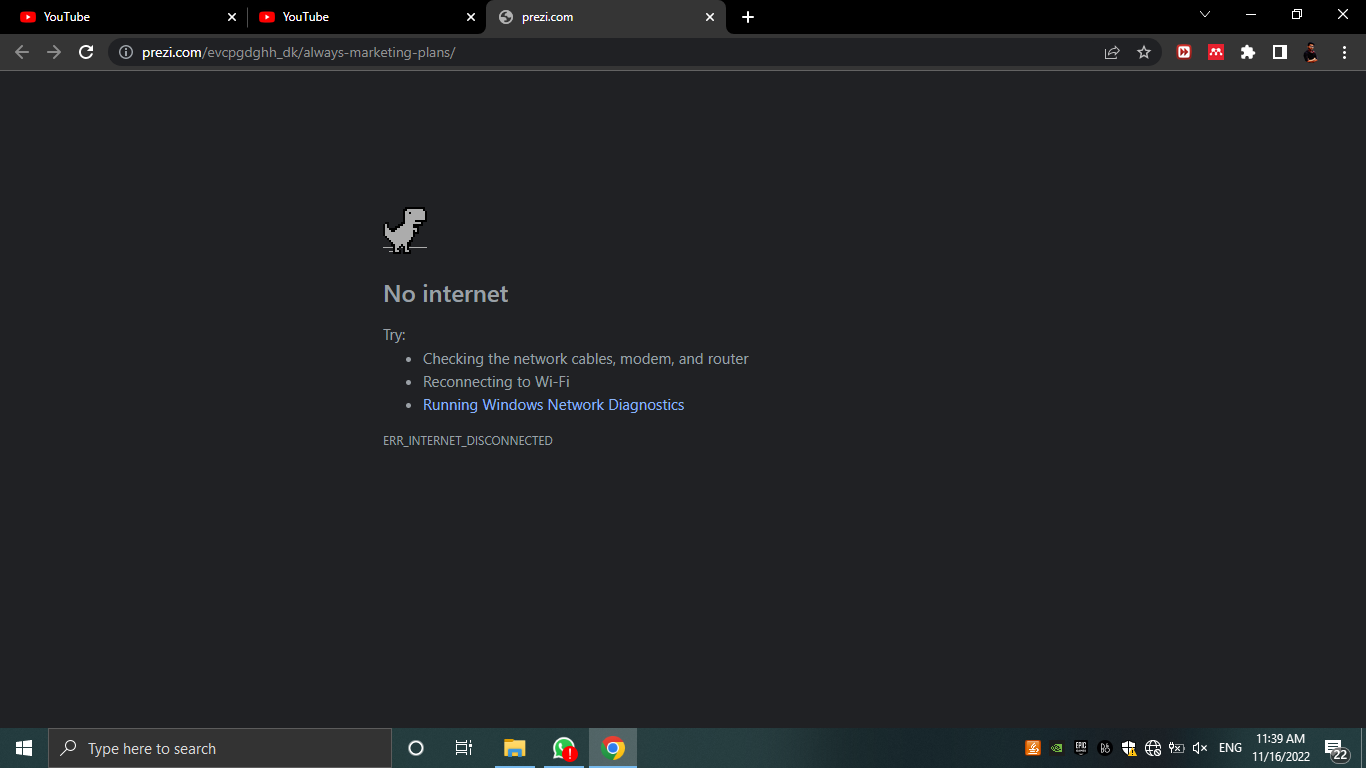 YouTube
YouTube
prezi.com
prezi.com/evcpgdghh_dk/always-marketing-plans/
No internet
Try:
Checking the network cables, modem, and router
Reconnecting to Wi-Fi
Running Windows Network Diagnostics
ERR_INTERNET_DISCONNECTED
Type here to search
EPIC
ENG
11:39 AM
11/16/2022
22